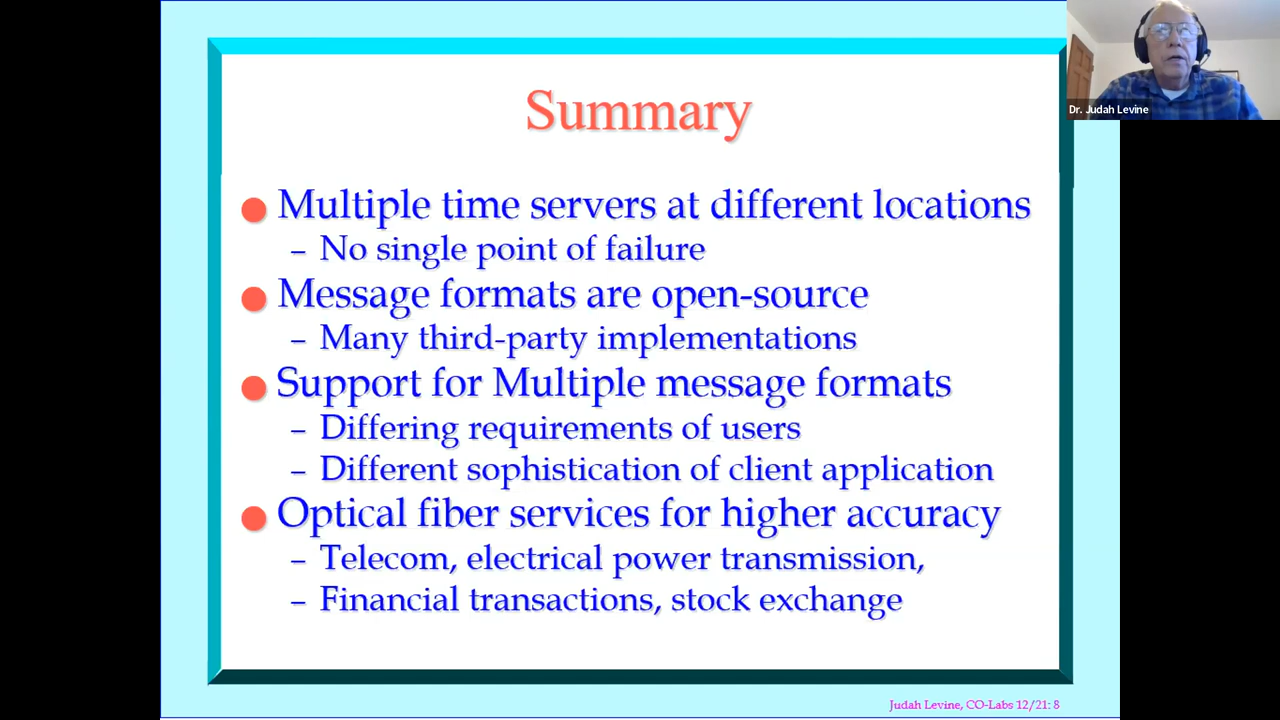 Summary
Dr. Judah Levine
● Multiple time servers at different locations
– No single point of failure
● Message formats are open-source
– Many third-party implementations
● Support for Multiple message formats
– Differing requirements of users
– Different sophistication of client application
● Optical fiber services for higher accuracy
– Telecom, electrical power transmission,
– Financial transactions, stock exchange
Judah Levine, CO-Labs 12/21: 8